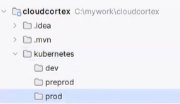 cloudcortex C:\mywork\cloudcortex
.idea
.mvn
kubernetes
dev
preprod
prod